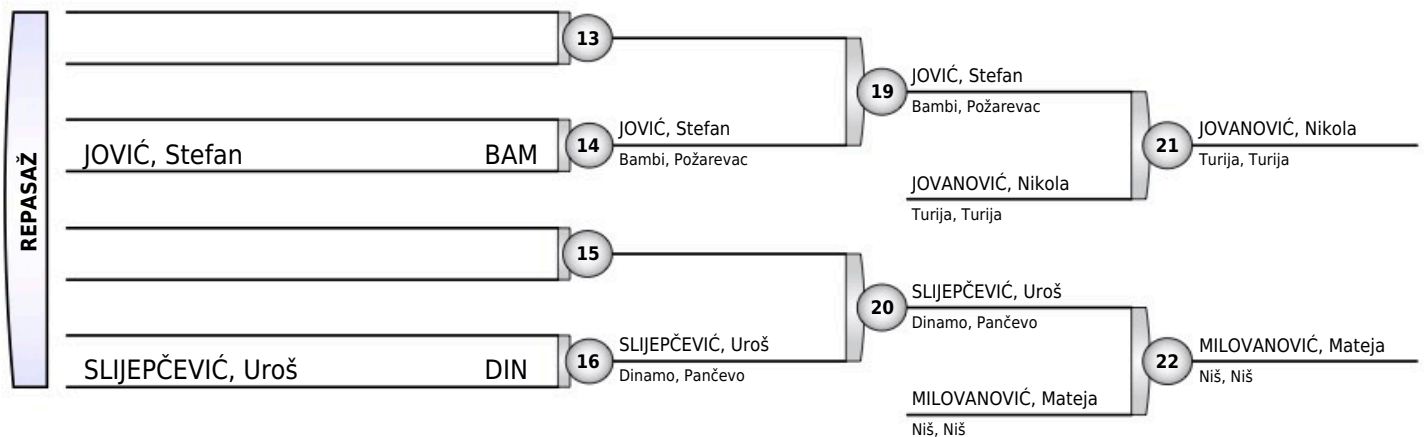 REPASAŽ
13
JOVIĆ, Stefan BAM
14
JOVIĆ, Stefan
Bambi, Požarevac
19
JOVIĆ, Stefan
Bambi, Požarevac
JOVANOVIĆ, Nikola
Turija, Turija
21
JOVANOVIĆ, Nikola
Turija, Turija
15
SLIJEPČEVIĆ, Uroš DIN
16
SLIJEPČEVIĆ, Uroš
Dinamo, Pančevo
20
SLIJEPČEVIĆ, Uroš
Dinamo, Pančevo
MILOVANOVIĆ, Mateja
Niš, Niš
22
MILOVANOVIĆ, Mateja
Niš, Niš